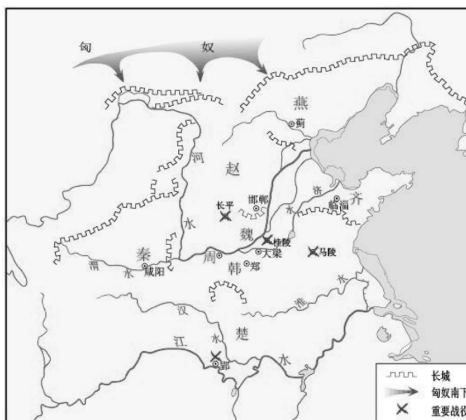 匈 奴
燕
蓟
河
赵
济
邯郸
临淄
齐
长平
水
水
魏
桂陵
秦
周
大梁
马陵
渭
水
韩
郑
咸阳
淮
水
汉
楚
江
水
水
郢
长城
匈奴南下
重要战役